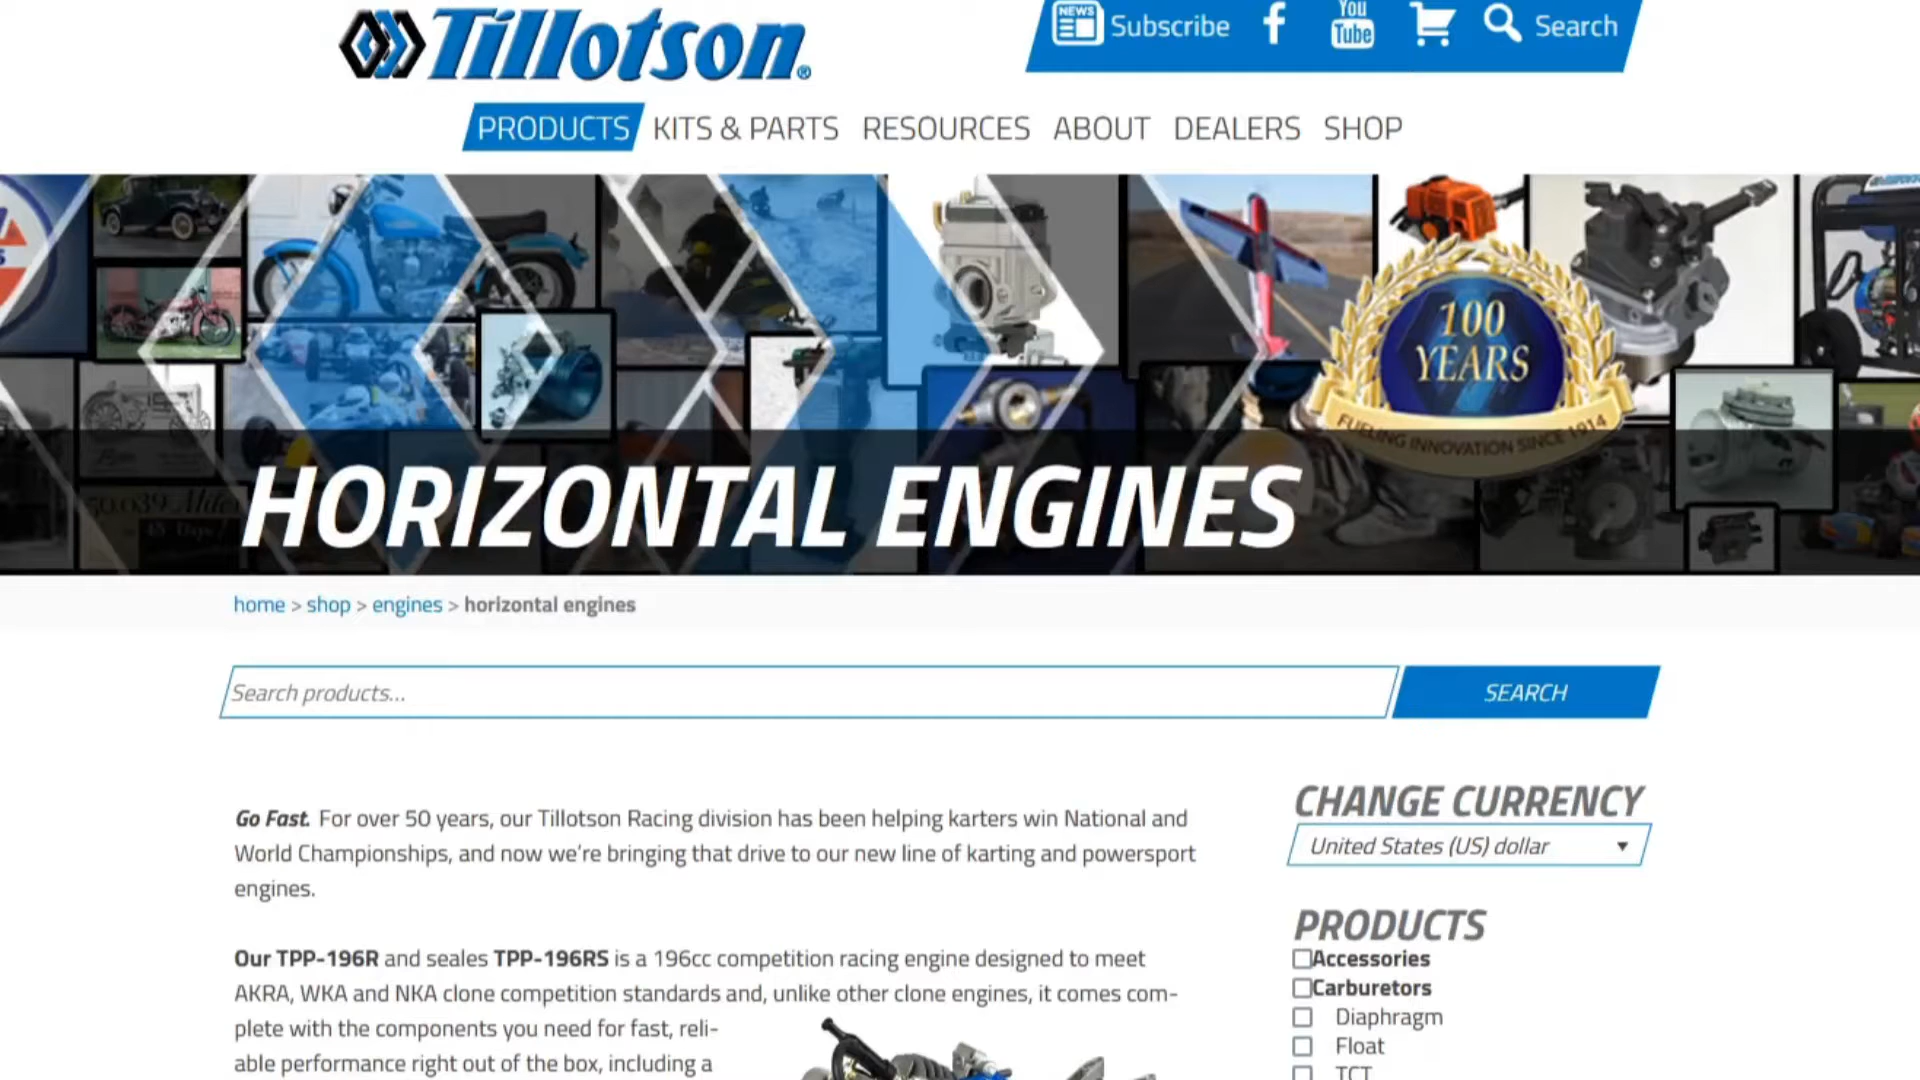 Tillotson®
NEWS Subscribe f You Tube Search
PRODUCTS KITS & PARTS RESOURCES ABOUT DEALERS SHOP
100
YEARS
FUELING INNOVATION SINCE 1914
HORIZONTAL ENGINES
home > shop > engines > horizontal engines
Search products...
SEARCH
Go Fast. For over 50 years, our Tillotson Racing division has been helping karters win National and
World Championships, and now we're bringing that drive to our new line of karting and powersport
engines.
Our TPP-196R and seales TPP-196RS is a 196cc competition racing engine designed to meet
AKRA, WKA and NKA clone competition standards and, unlike other clone engines, it comes com-
plete with the components you need for fast, reli-
able performance right out of the box, including a
CHANGE CURRENCY
United States (US) dollar
PRODUCTS
Accessories
Carburetors
Diaphragm
Float
TCT